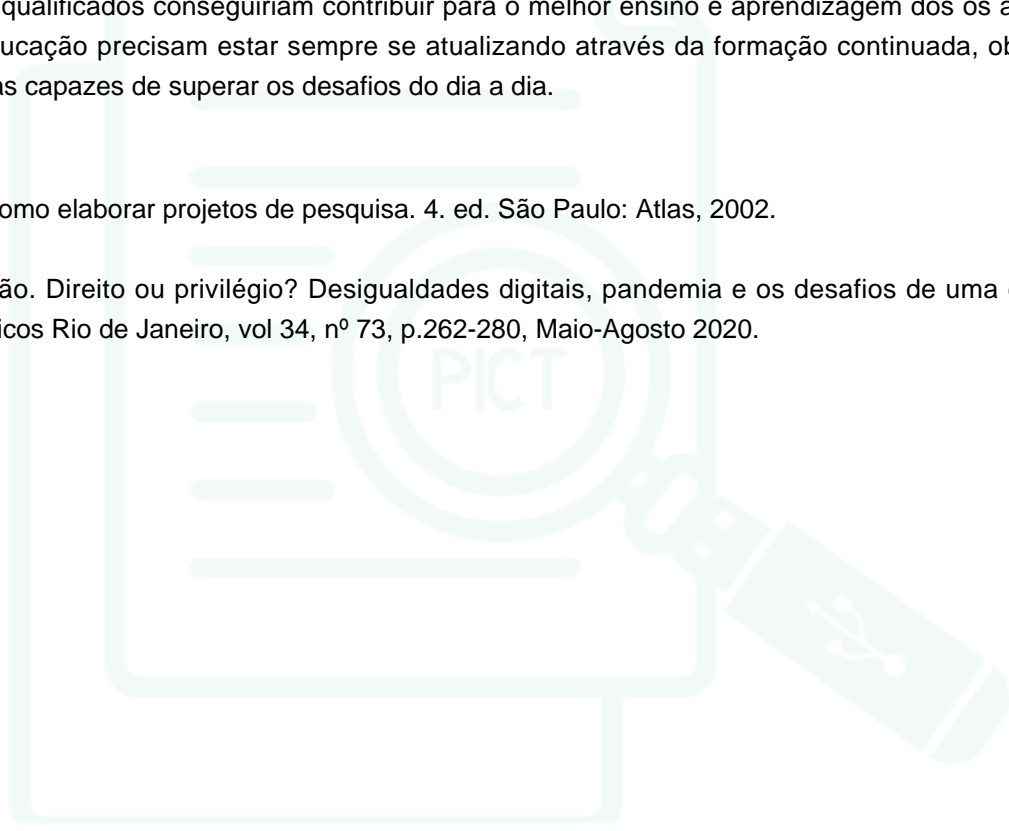 qualificados conseguiriam contribuir para o melhor ensino e aprendizagem dos os a
ucação precisam estar sempre se atualizando através da formação continuada, ob
as capazes de superar os desafios do dia a dia.
omo elaborar projetos de pesquisa. 4. ed. São Paulo: Atlas, 2002.
ão. Direito ou privilégio? Desigualdades digitais, pandemia e os desafios de uma
icos Rio de Janeiro, vol 34, nº 73, p.262-280, Maio-Agosto 2020.
PICT